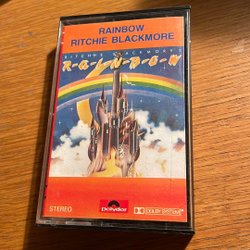 RAINBOW
RITCHIE BLACKMORE
RITCHIE BLACKMORE'S
R-A-I-N-B-O-W
STEREO
polydor
DOLBY SYSTEM